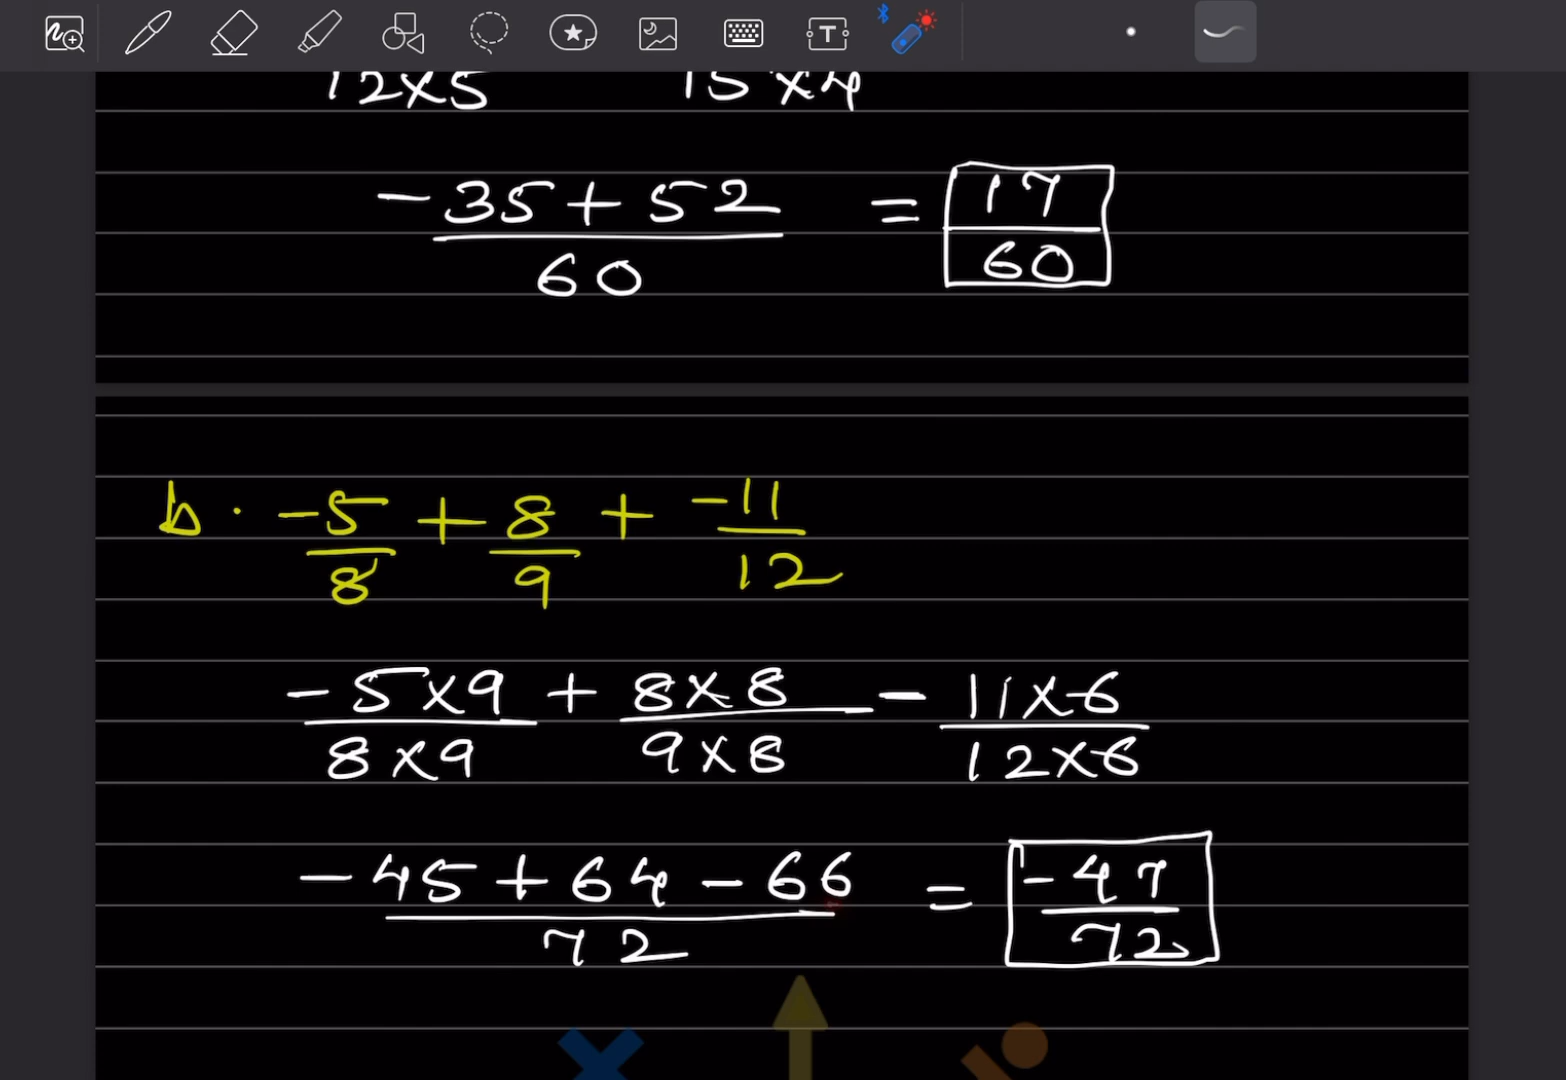 12×5 15×4
-35+52 = 17
60 60
b. -5 + 8 + -11
8 9 12
-5×9 + 8×8 - 11×6
8×9 9×8 12×6
-45+64-66 = -47
72 72